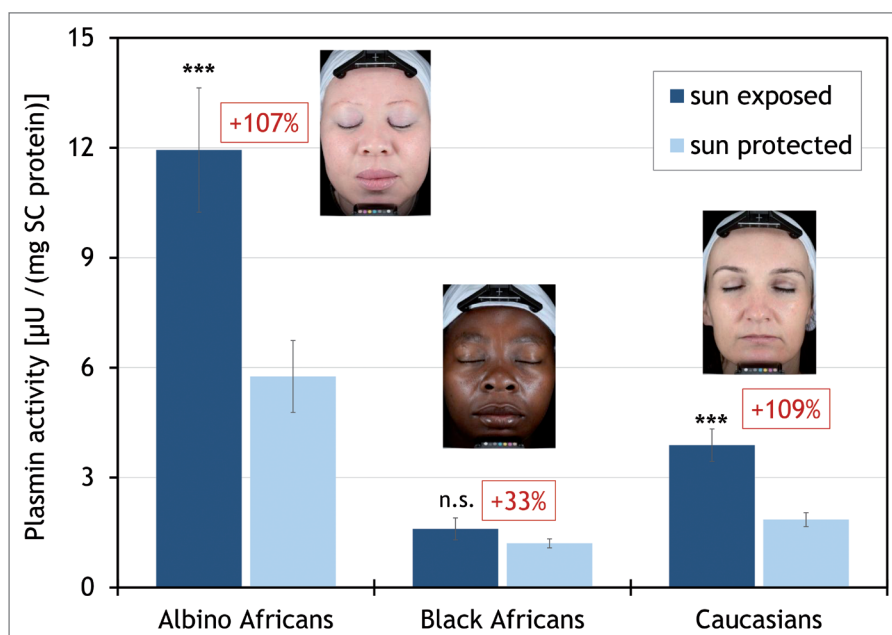 Plasmin activity [µU /(mg SC protein)]
15
12
9
6
3
0
***
+107%
sun exposed
sun protected
n.s.
+33%
***
+109%
Albino Africans
Black Africans
Caucasians